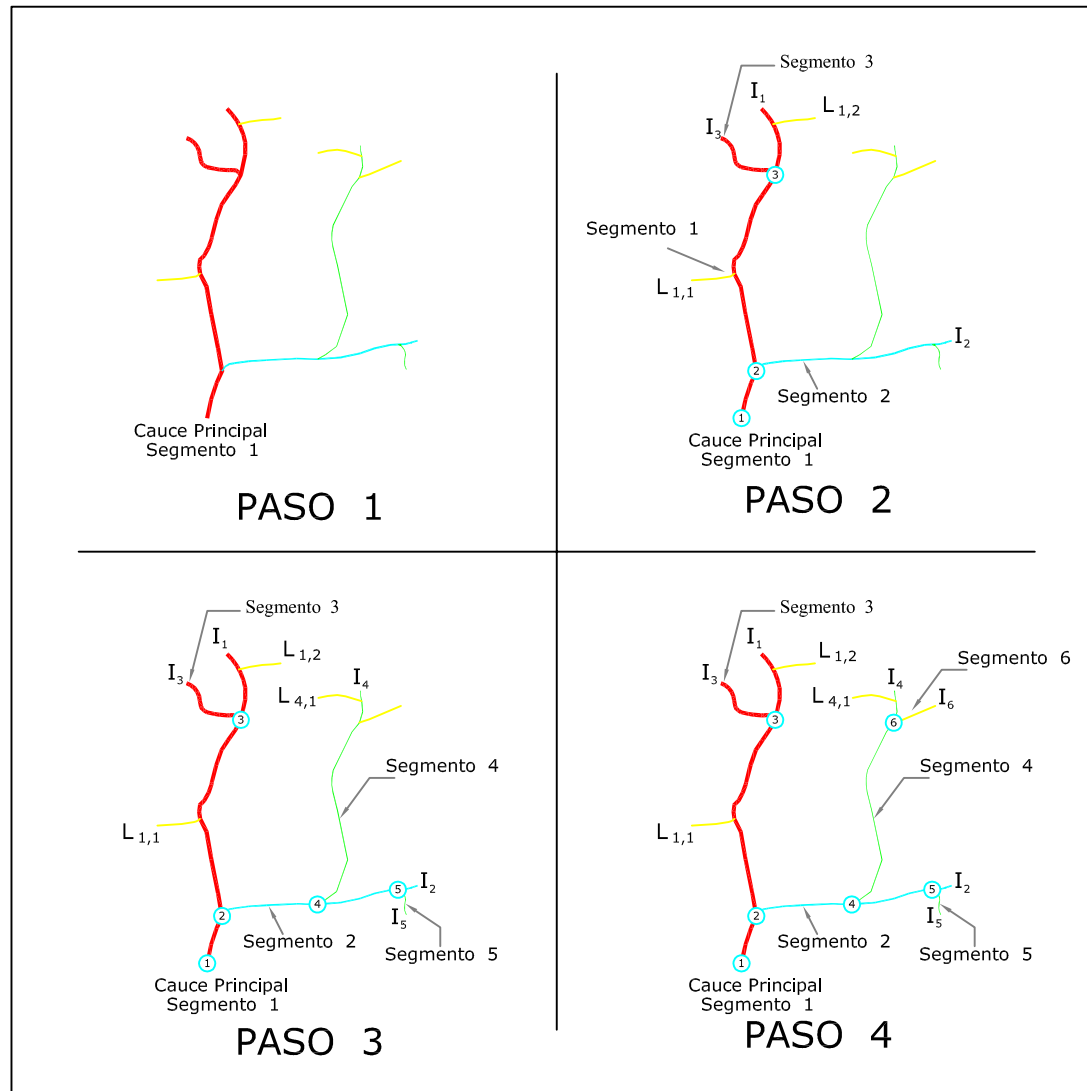 Cauce Principal
Segmento 1
PASO 1
Segmento 3
I1
L1,2
I3
3
Segmento 1
L1,1
I2
2
Segmento 2
1
Cauce Principal
Segmento 1
PASO 2
Segmento 3
I1
L1,2
I3
I4
L4,1
3
Segmento 4
L1,1
I2
5
4
2
I5
Segmento 2
Segmento 5
1
Cauce Principal
Segmento 1
PASO 3
Segmento 3
I1
L1,2
Segmento 6
I3
I4
L4,1
I6
3
6
Segmento 4
L1,1
I2
5
4
2
I5
Segmento 2
Segmento 5
1
Cauce Principal
Segmento 1
PASO 4